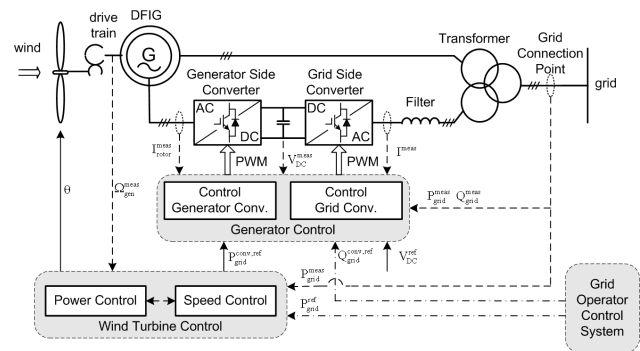 drive
train
DFIG
wind
G
Transformer
Grid
Connection
Point
grid
Generator Side
Converter
Grid Side
Converter
Filter
AC
DC
DC
AC
I_rotor^meas
PWM
V_DC^meas
PWM
I^meas
θ
Ω_gen^meas
Control
Generator Conv.
Control
Grid Conv.
Generator Control
P_grid^meas Q_grid^meas
P_grid^conv,ref
Q_grid^conv,ref
V_DC^ref
P_grid^meas
P_grid^ref
Power Control
Speed Control
Wind Turbine Control
Grid
Operator
Control
System